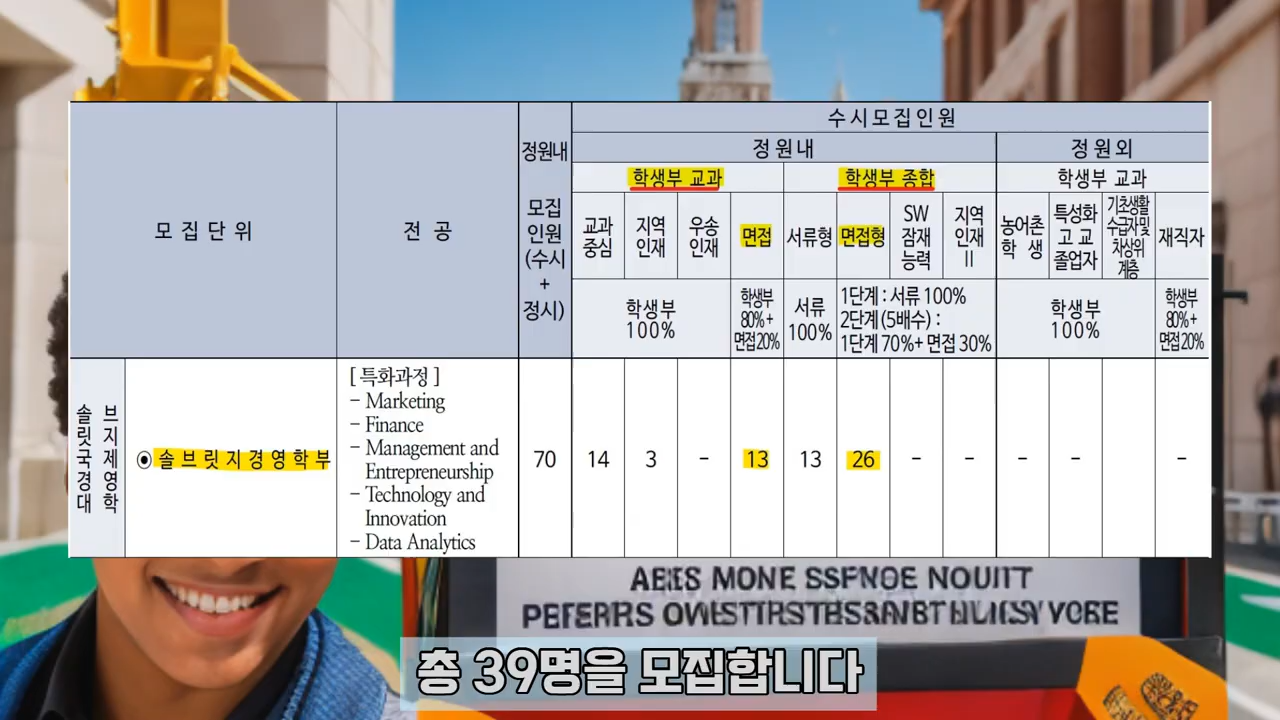 수시모집인원
정원내
정원내
정원외
학생부 교과
학생부 종합
학생부 교과
모집단위
전공
모집
인원
(수시
+
정시)
교과
중심
지역
인재
우송
인재
면접
서류형
면접형
SW
잠재
능력
지역
인재
II
농어촌
학 생
특성화
고 교
졸업자
기초생활
수급자및
차상위
계층
재직자
학생부
100%
학생부
80%+
면접20%
서류
100%
1단계 : 서류 100%
2단계 (5배수) :
1단계 70%+ 면접 30%
학생부
100%
학생부
80%+
면접20%
솔브릿지국제경영대학
◉솔브릿지경영학부
[ 특화과정 ]
- Marketing
- Finance
- Management and
Entrepreneurship
- Technology and
Innovation
- Data Analytics
70 14 3 - 13 13 26 - - - - -
ABES MONE SSFNOE NOUITT
총 39명을 모집합니다